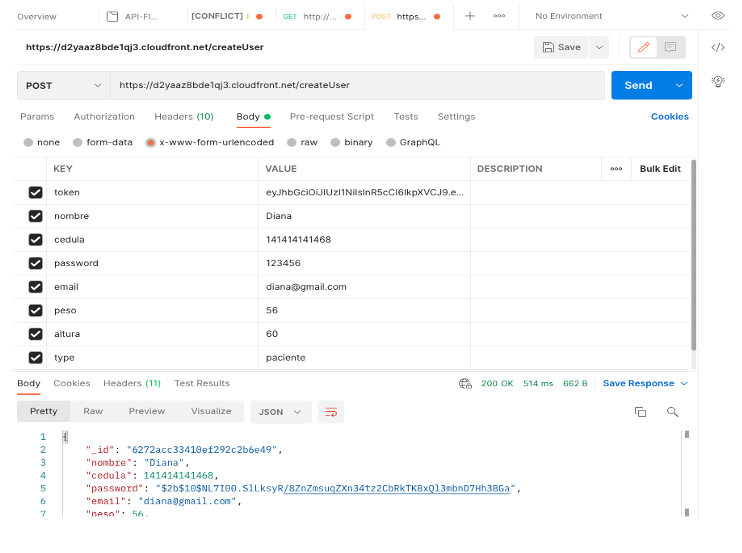 Overview API-FI... [CONFLICT] GET http://... POST https... No Environment
https://d2yaaz8bde1qj3.cloudfront.net/createUser Save
POST https://d2yaaz8bde1qj3.cloudfront.net/createUser Send
Params Authorization Headers (10) Body Pre-request Script Tests Settings Cookies
none form-data x-www-form-urlencoded raw binary GraphQL
KEY VALUE DESCRIPTION Bulk Edit
token eyJhbGciOiJIUzI1NiIsInR5cCI6IkpXVCJ9.e...
nombre Diana
cedula 141414141468
password 123456
email diana@gmail.com
peso 56
altura 60
type paciente
Body Cookies Headers (11) Test Results 200 OK 514 ms 662 B Save Response
Pretty Raw Preview Visualize JSON
1 {
2 "_id": "6272acc33410ef292c2b6e49",
3 "nombre": "Diana",
4 "cedula": 141414141468,
5 "password": "$2b$10$NL7I00.SlLksyR/8ZnZmsuqZXn34tz2CbRkTKBxQl3mbnD7Hh3BGa",
6 "email": "diana@gmail.com",
7 "peso": 56,